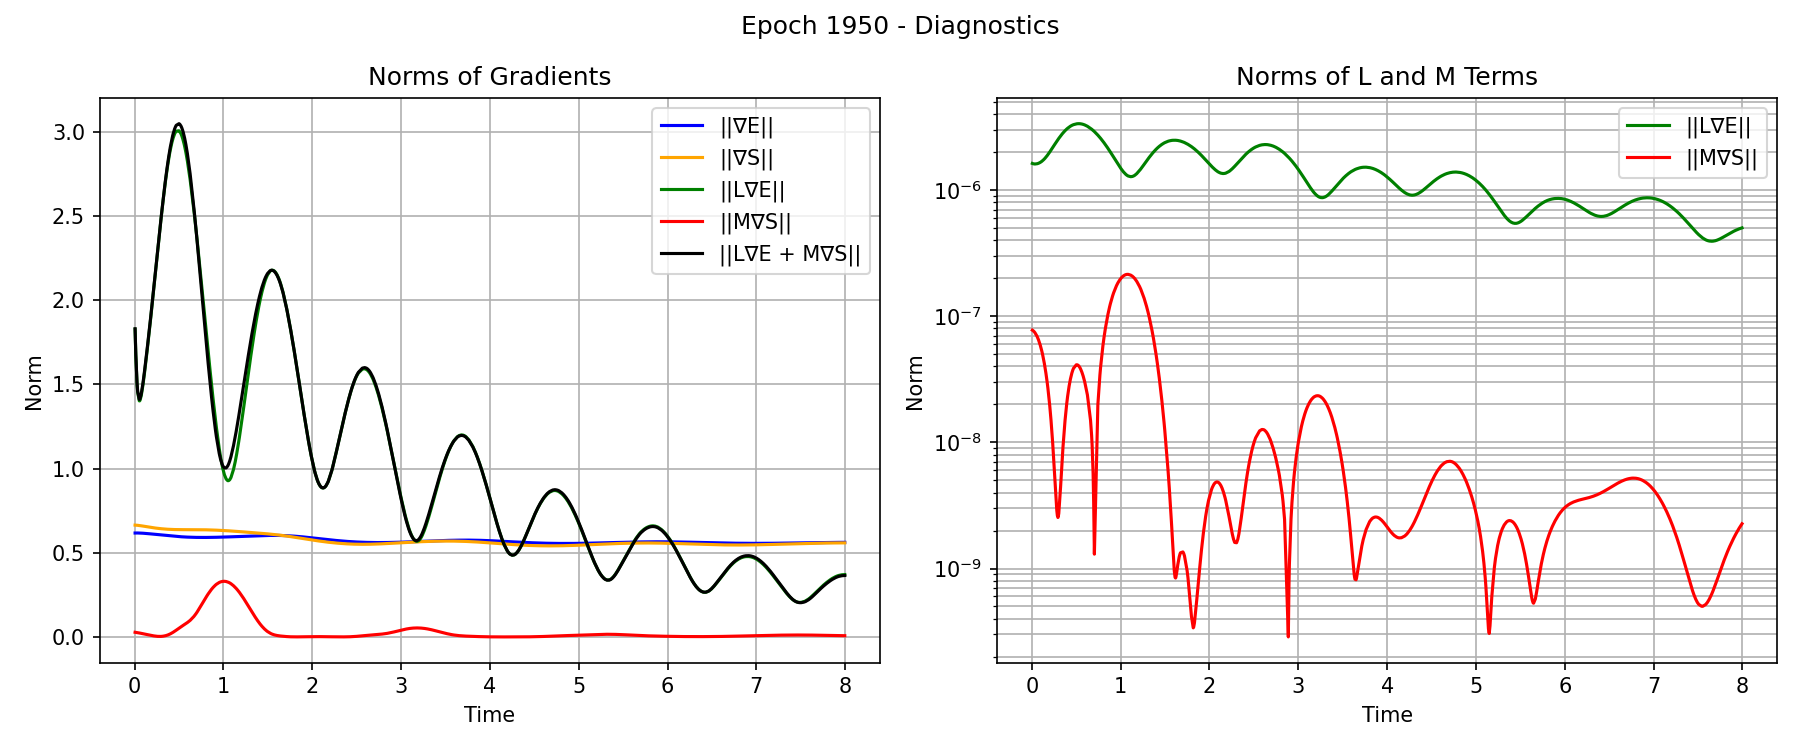 Epoch 1950 - Diagnostics
Norms of Gradients
3.0
2.5
2.0
1.5
1.0
0.5
0.0
Norm
0 1 2 3 4 5 6 7 8
Time
||∇E||
||∇S||
||L∇E||
||M∇S||
||L∇E + M∇S||
Norms of L and M Terms
10⁻⁶
10⁻⁷
10⁻⁸
10⁻⁹
Norm
0 1 2 3 4 5 6 7 8
Time
||L∇E||
||M∇S||